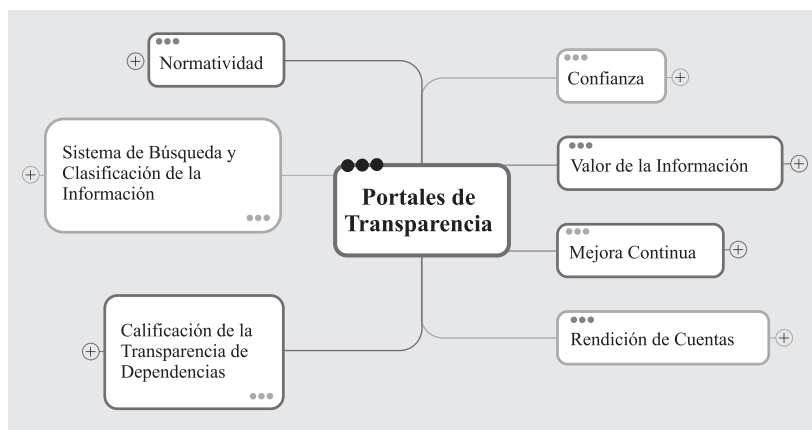 Normatividad
Sistema de Búsqueda y
Clasificación de la
Información
Calificación de la
Transparencia de
Dependencias
Portales de
Transparencia
Confianza
Valor de la Información
Mejora Continua
Rendición de Cuentas